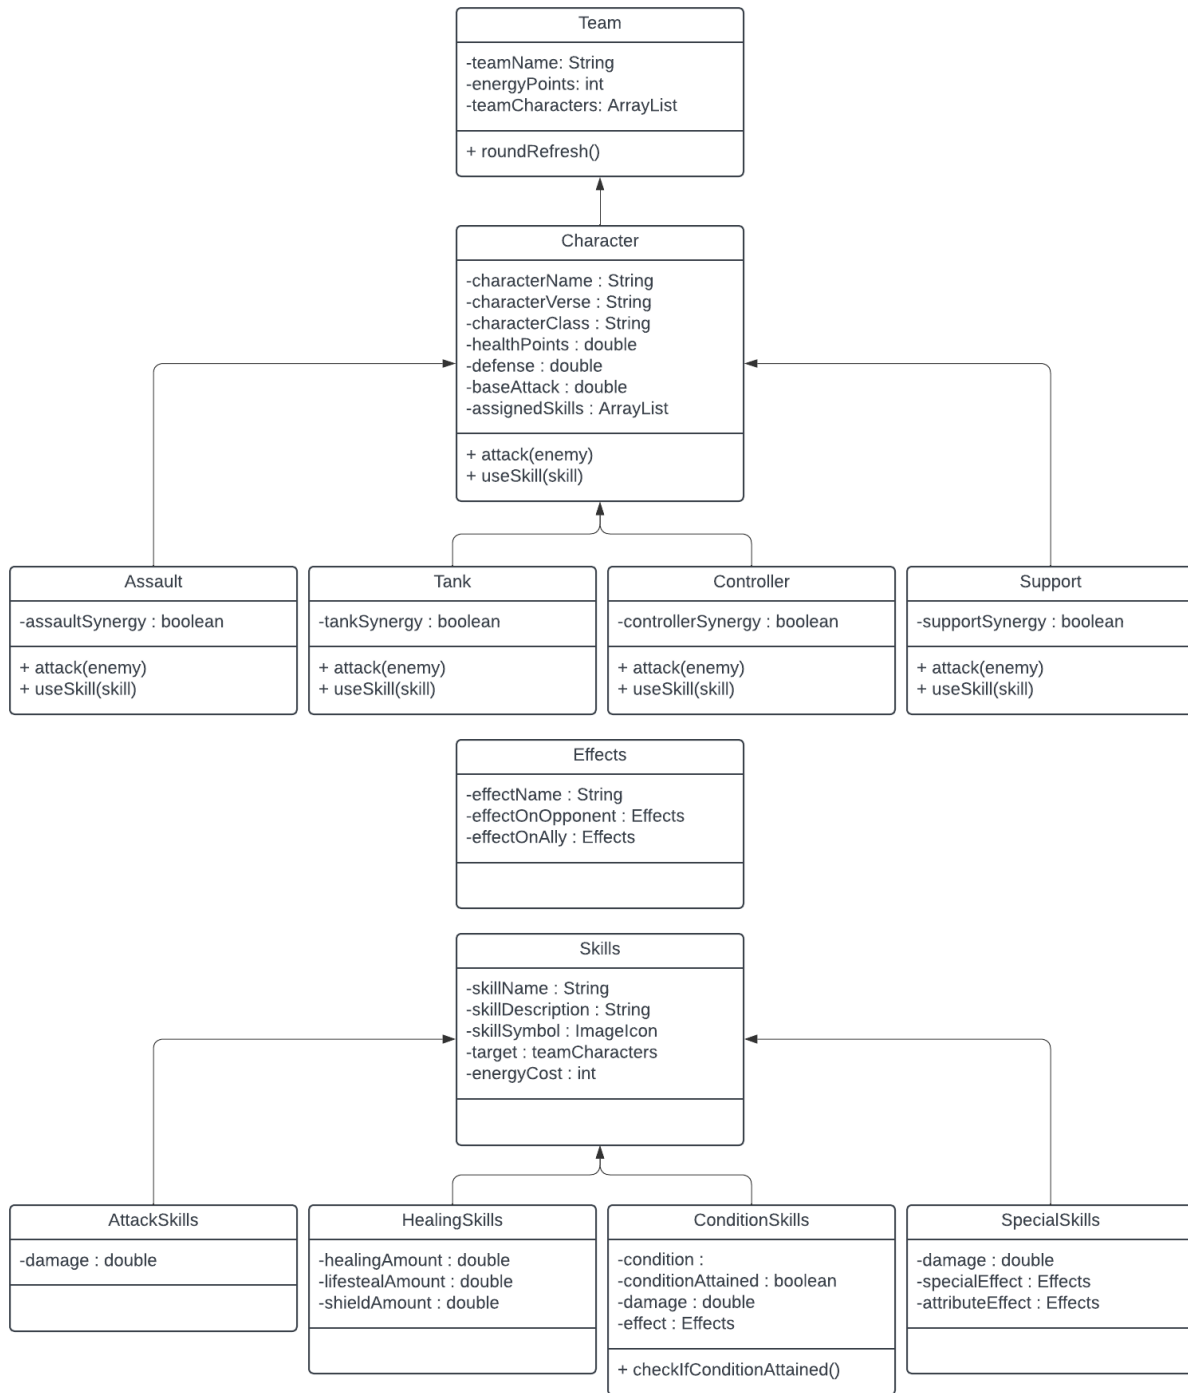 Team
-teamName: String
-energyPoints: int
-teamCharacters: ArrayList
+ roundRefresh()
Character
-characterName : String
-characterVerse : String
-characterClass : String
-healthPoints : double
-defense : double
-baseAttack : double
-assignedSkills : ArrayList
+ attack(enemy)
+ useSkill(skill)
Assault
-assaultSynergy : boolean
+ attack(enemy)
+ useSkill(skill)
Tank
-tankSynergy : boolean
+ attack(enemy)
+ useSkill(skill)
Controller
-controllerSynergy : boolean
+ attack(enemy)
+ useSkill(skill)
Support
-supportSynergy : boolean
+ attack(enemy)
+ useSkill(skill)
Effects
-effectName : String
-effectOnOpponent : Effects
-effectOnAlly : Effects
Skills
-skillName : String
-skillDescription : String
-skillSymbol : ImageIcon
-target : teamCharacters
-energyCost : int
AttackSkills
-damage : double
HealingSkills
-healingAmount : double
-lifestealAmount : double
-shieldAmount : double
ConditionSkills
-condition :
-conditionAttained : boolean
-damage : double
-effect : Effects
+ checkIfConditionAttained()
SpecialSkills
-damage : double
-specialEffect : Effects
-attributeEffect : Effects